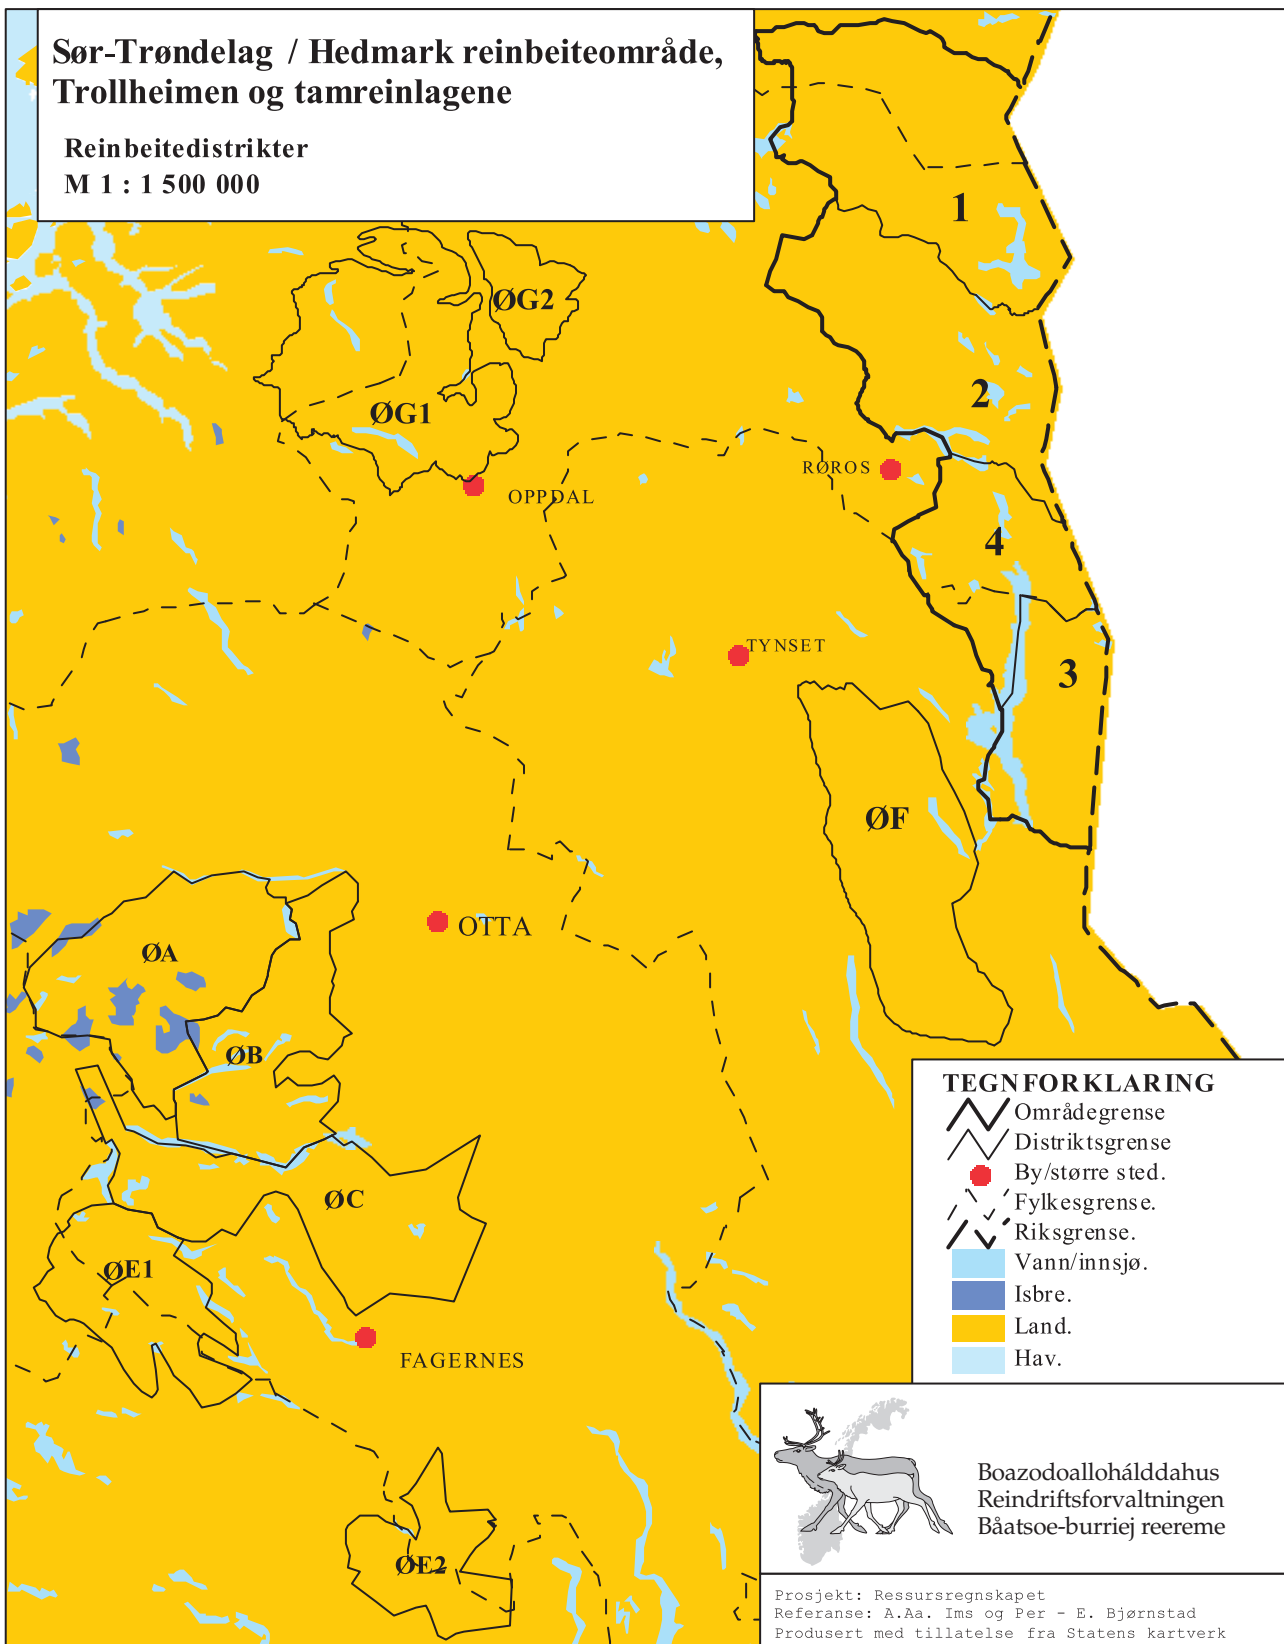 Sør-Trøndelag / Hedmark reinbeiteområde,
Trollheimen og tamreinlagene
Reinbeitedistrikter
M 1 : 1 500 000
1
ØG2
2
ØG1
RØROS
OPPDAL
4
TYNSET
3
ØF
OTTA
ØA
ØB
ØC
ØE1
FAGERNES
ØE2
TEGNFORKLARING
Områdegrense
Distriktsgrense
By/større sted.
Fylkesgrense.
Riksgrense.
Vann/innsjø.
Isbre.
Land.
Hav.
Boazodoallohálddahus
Reindriftsforvaltningen
Båatsoe-burriej reereme
Prosjekt: Ressursregnskapet
Referanse: A.Aa. Ims og Per - E. Bjørnstad
Produsert med tillatelse fra Statens kartverk